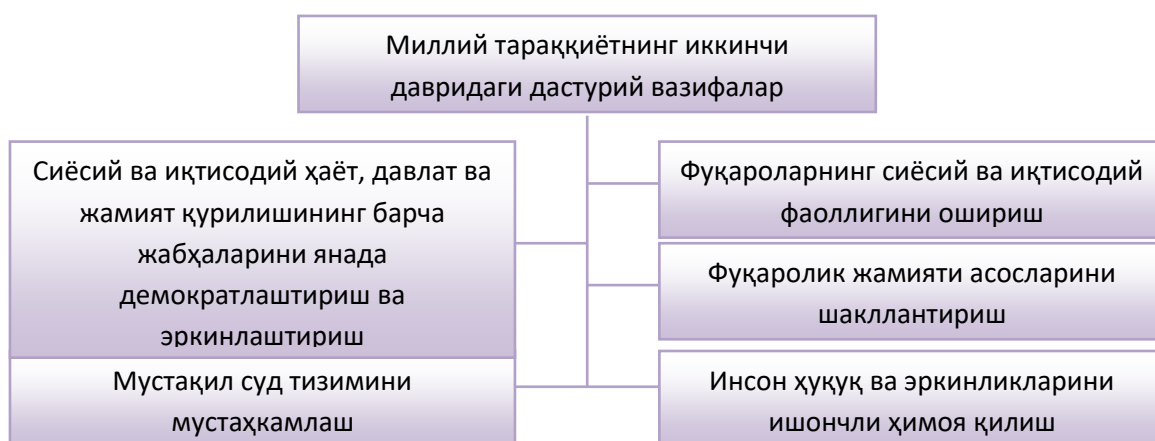 Миллий тараққиётнинг иккинчи
давридаги дастурий вазифалар
Сиёсий ва иқтисодий ҳаёт, давлат ва
жамият қурилишининг барча
жабҳаларини янада
демократлаштириш ва
эркинлаштириш
Фуқароларнинг сиёсий ва иқтисодий
фаоллигини ошириш
Фуқаролик жамияти асосларини
шакллантириш
Мустақил суд тизимини
мустаҳкамлаш
Инсон ҳуқуқ ва эркинликларини
ишончли ҳимоя қилиш